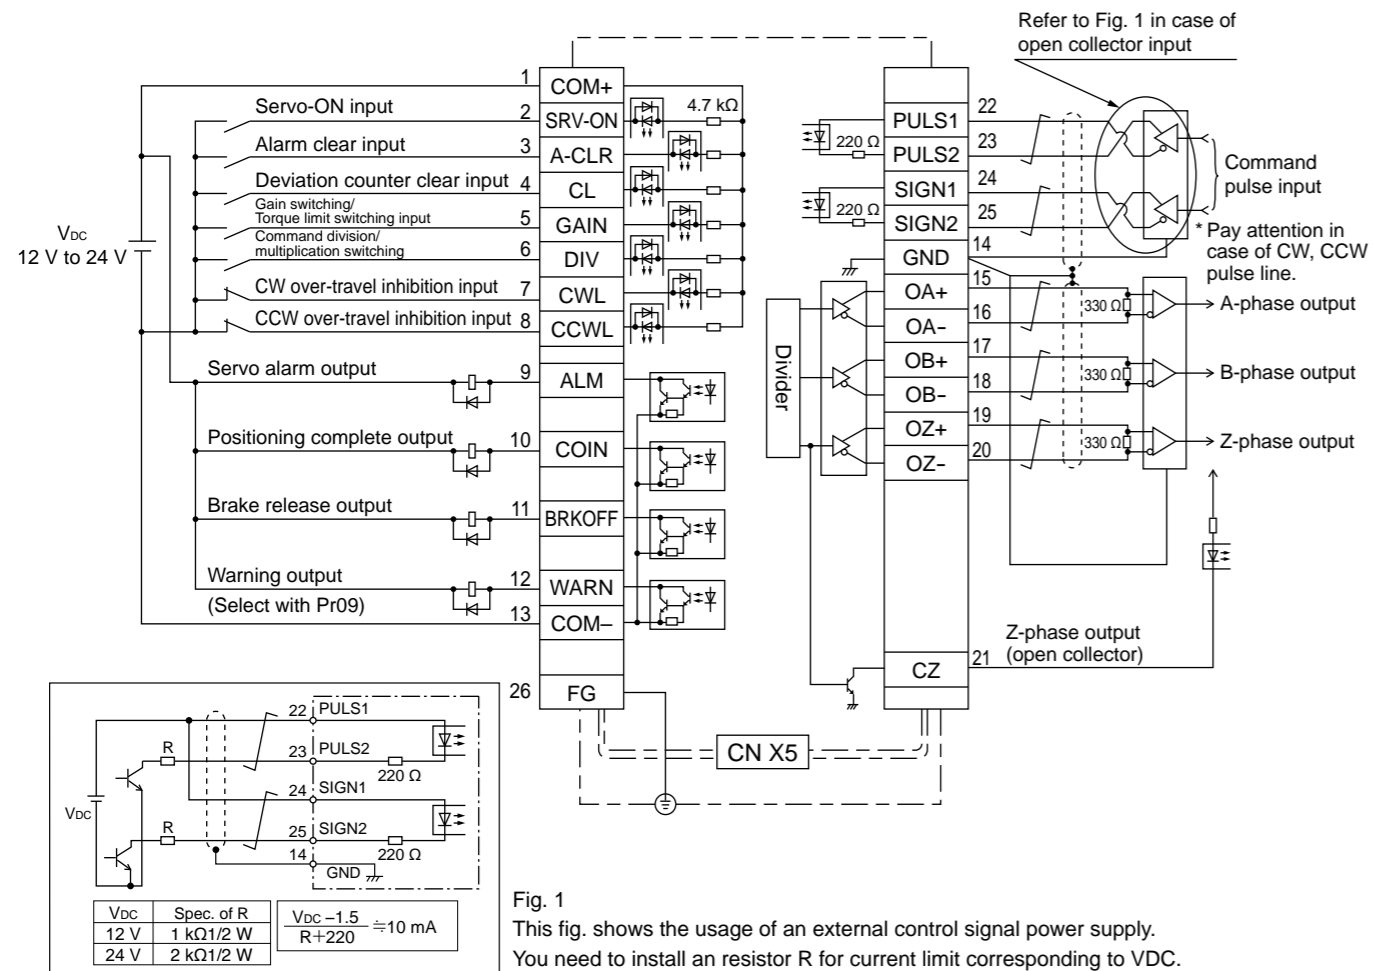 Refer to Fig. 1 in case of
open collector input
VDC
12 V to 24 V
1 COM+
Servo-ON input 2 SRV-ON 4.7 kΩ
Alarm clear input 3 A-CLR
Deviation counter clear input 4 CL
Gain switching/
Torque limit switching input 5 GAIN
Command division/
multiplication switching 6 DIV
CW over-travel inhibition input 7 CWL
CCW over-travel inhibition input 8 CCWL
Servo alarm output 9 ALM
Positioning complete output 10 COIN
Brake release output 11 BRKOFF
Warning output 12 WARN
(Select with Pr09)
13 COM–
26 FG
220 Ω PULS1 22
PULS2 23
220 Ω SIGN1 24
SIGN2 25
Command
pulse input
* Pay attention in
case of CW, CCW
pulse line.
GND 14
Divider
OA+ 15
OA– 16
330 Ω A-phase output
OB+ 17
OB– 18
330 Ω B-phase output
OZ+ 19
OZ– 20
330 Ω Z-phase output
Z-phase output
(open collector)
CZ 21
CN X5
VDC
R
R
22 PULS1
23 PULS2
220 Ω
24 SIGN1
25 SIGN2
220 Ω
14 GND
VDC Spec. of R
12 V 1 kΩ1/2 W
24 V 2 kΩ1/2 W
VDC –1.5
R+220
≒10 mA
Fig. 1
This fig. shows the usage of an external control signal power supply.
You need to install an resistor R for current limit corresponding to VDC.